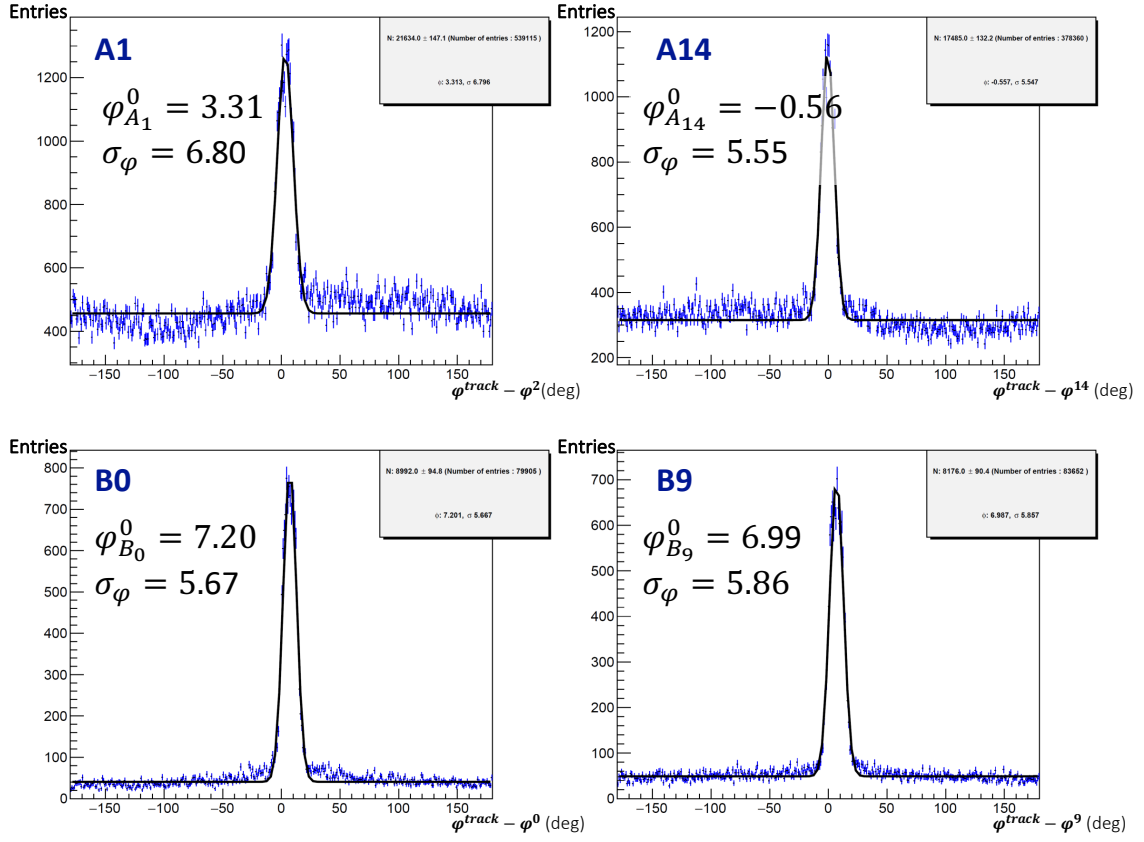 Entries
A1
N: 21634.0 ± 147.1 (Number of entries : 539115 )
ϕ: 3.313, σ 6.796
φ⁰_A₁ = 3.31
σ_φ = 6.80
1200
1000
800
600
400
−150 −100 −50 0 50 100 150
φ^track − φ² (deg)
Entries
A14
N: 17485.0 ± 132.2 (Number of entries : 378360 )
ϕ: -0.557, σ 5.547
φ⁰_A₁₄ = −0.56
σ_φ = 5.55
1200
1000
800
600
400
200
−150 −100 −50 0 50 100 150
φ^track − φ¹⁴ (deg)
Entries
B0
N: 8992.0 ± 94.8 (Number of entries : 79905 )
ϕ: 7.201, σ 5.667
φ⁰_B₀ = 7.20
σ_φ = 5.67
800
700
600
500
400
300
200
100
0
−150 −100 −50 0 50 100 150
φ^track − φ⁰ (deg)
Entries
B9
N: 8176.0 ± 90.4 (Number of entries : 83652 )
ϕ: 6.987, σ 5.857
φ⁰_B₉ = 6.99
σ_φ = 5.86
700
600
500
400
300
200
100
0
−150 −100 −50 0 50 100 150
φ^track − φ⁹ (deg)